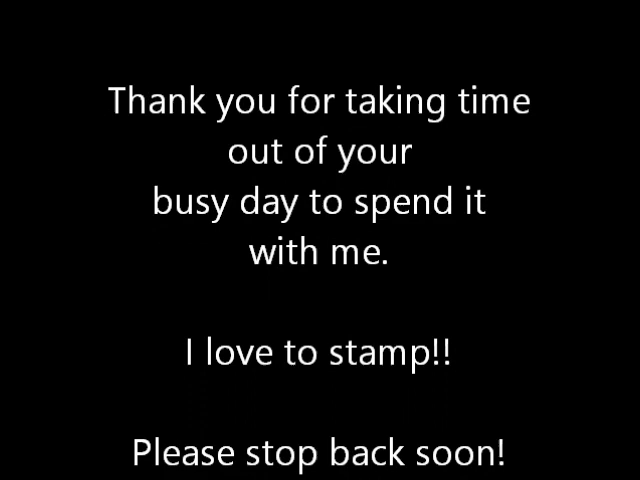 Thank you for taking time
out of your
busy day to spend it
with me.
I love to stamp!!
Please stop back soon!